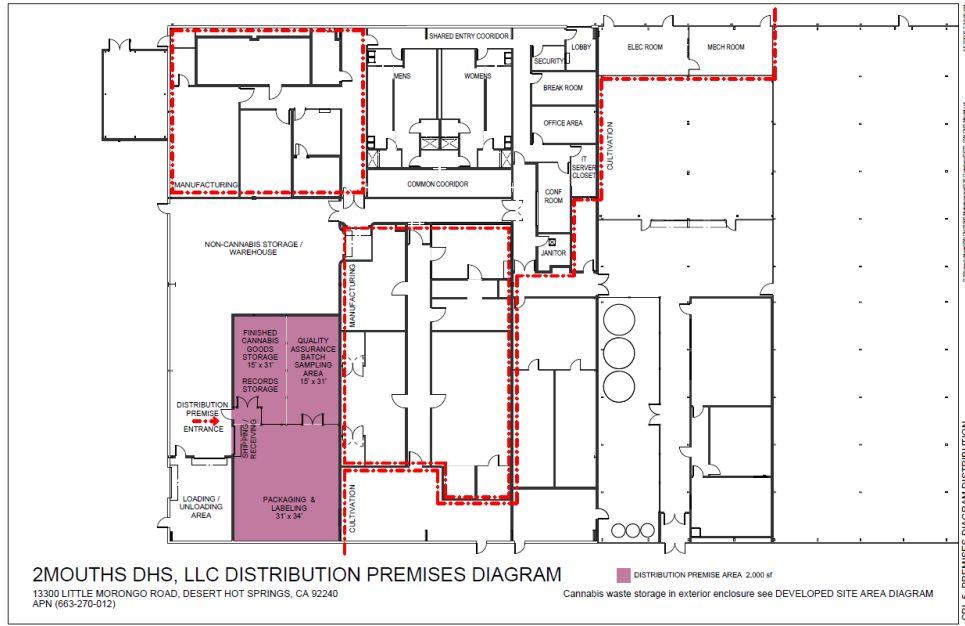 SHARED ENTRY COORIDOR
LOBBY
SECURITY
ELEC ROOM
MECH ROOM
MENS
WOMENS
BREAK ROOM
OFFICE AREA
CULTIVATION
IT
SERVER
CLOSET
MANUFACTURING
COMMON COORIDOR
CONF
ROOM
NON-CANNABIS STORAGE /
WAREHOUSE
JANITOR
MANUFACTURING
FINISHED
CANNABIS
GOODS
STORAGE
15' x 31'
RECORDS
STORAGE
QUALITY
ASSURANCE
BATCH
SAMPLING
AREA
15' x 31'
DISTRIBUTION
PREMISE
ENTRANCE
SHIPPING /
RECEIVING
LOADING /
UNLOADING
AREA
PACKAGING &
LABELING
31' x 34'
CULTIVATION
2MOUTHS DHS, LLC DISTRIBUTION PREMISES DIAGRAM
13300 LITTLE MORONGO ROAD, DESERT HOT SPRINGS, CA 92240
APN (663-270-012)
DISTRIBUTION PREMISE AREA 2,000 sf
Cannabis waste storage in exterior enclosure see DEVELOPED SITE AREA DIAGRAM